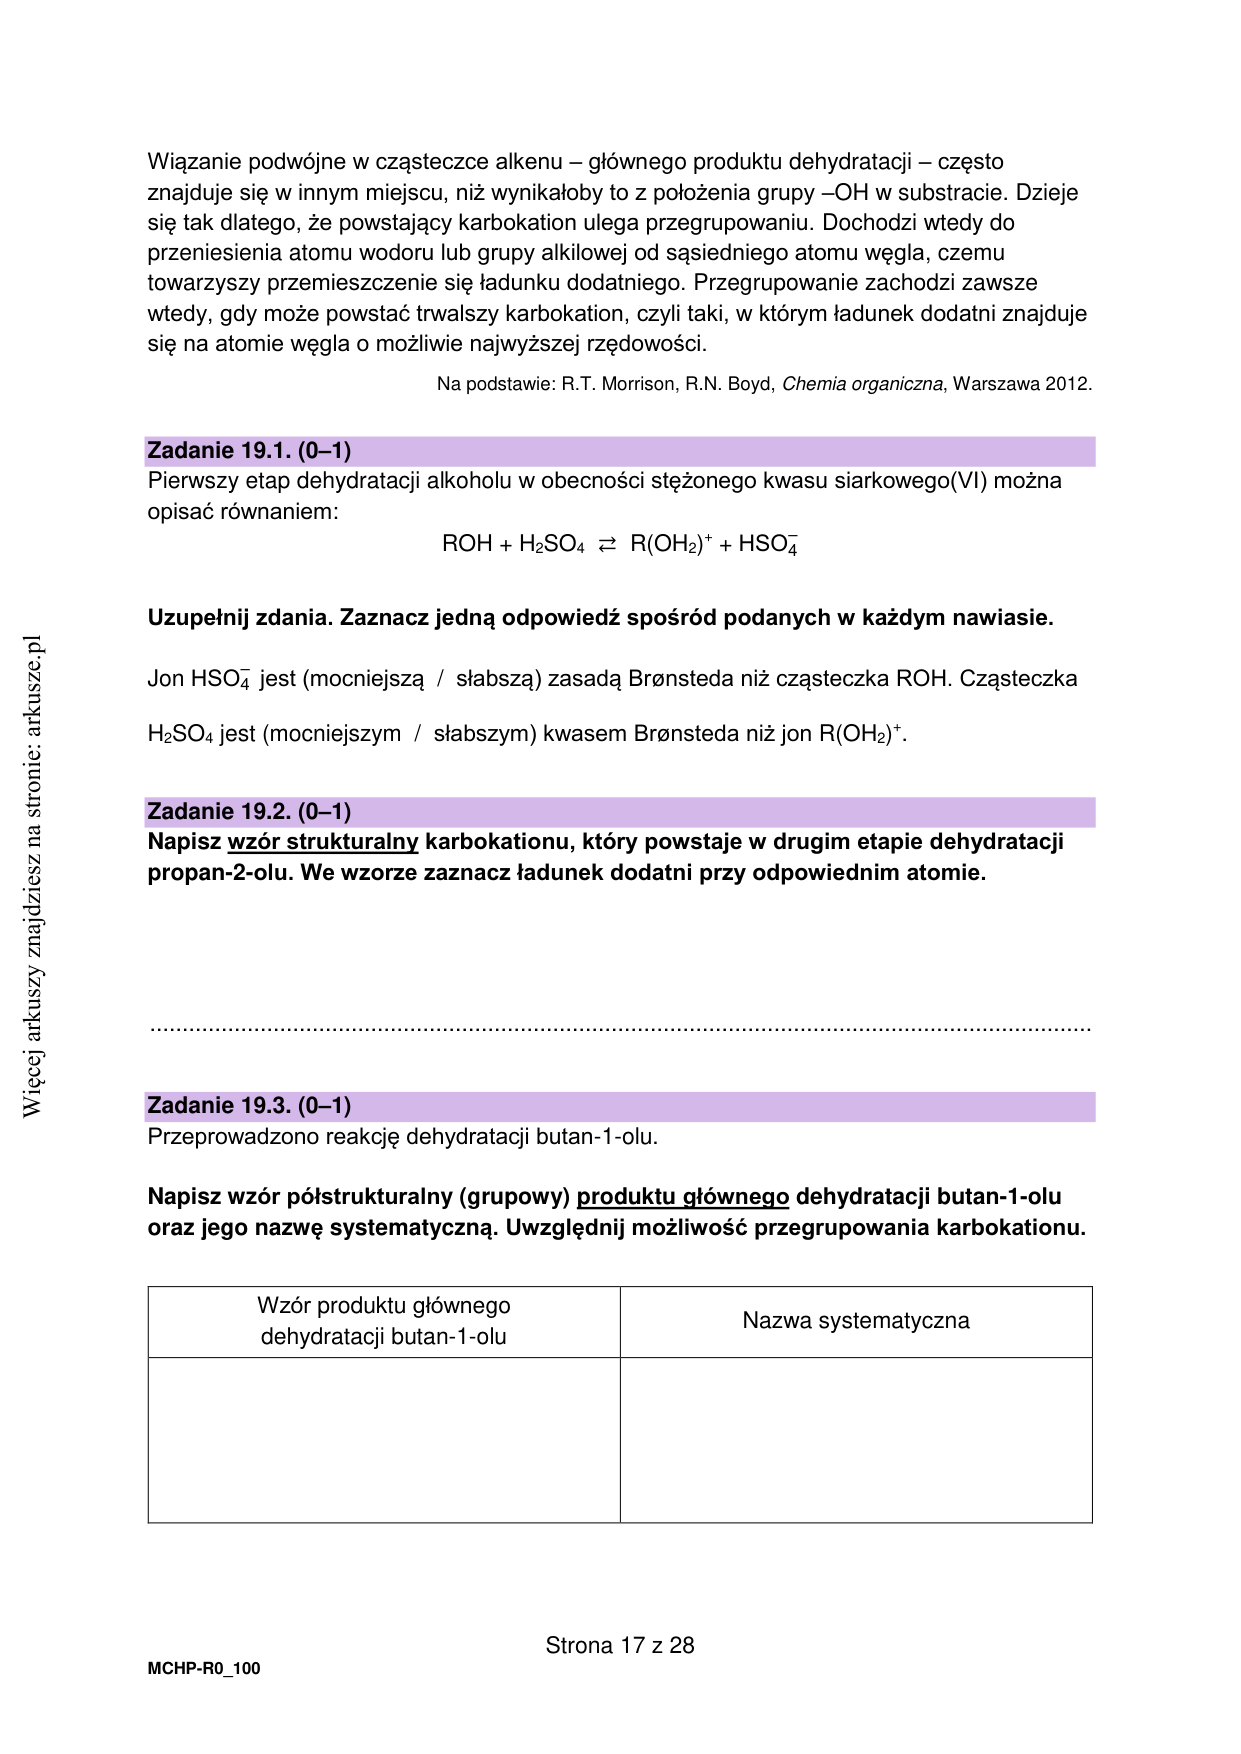 Wiązanie podwójne w cząsteczce alkenu – głównego produktu dehydratacji – często
znajduje się w innym miejscu, niż wynikałoby to z położenia grupy –OH w substracie. Dzieje
się tak dlatego, że powstający karbokation ulega przegrupowaniu. Dochodzi wtedy do
przeniesienia atomu wodoru lub grupy alkilowej od sąsiedniego atomu węgla, czemu
towarzyszy przemieszczenie się ładunku dodatniego. Przegrupowanie zachodzi zawsze
wtedy, gdy może powstać trwalszy karbokation, czyli taki, w którym ładunek dodatni znajduje
się na atomie węgla o możliwie najwyższej rzędowości.
Na podstawie: R.T. Morrison, R.N. Boyd, Chemia organiczna, Warszawa 2012.
Zadanie 19.1. (0–1)
Pierwszy etap dehydratacji alkoholu w obecności stężonego kwasu siarkowego(VI) można
opisać równaniem:
ROH + H₂SO₄ ⇄ R(OH₂)⁺ + HSO₄⁻
Uzupełnij zdania. Zaznacz jedną odpowiedź spośród podanych w każdym nawiasie.
Jon HSO₄⁻ jest (mocniejszą / słabszą) zasadą Brønsteda niż cząsteczka ROH. Cząsteczka
H₂SO₄ jest (mocniejszym / słabszym) kwasem Brønsteda niż jon R(OH₂)⁺.
Zadanie 19.2. (0–1)
Napisz wzór strukturalny karbokationu, który powstaje w drugim etapie dehydratacji
propan-2-olu. We wzorze zaznacz ładunek dodatni przy odpowiednim atomie.
................................................................................................................................................
Zadanie 19.3. (0–1)
Przeprowadzono reakcję dehydratacji butan-1-olu.
Napisz wzór półstrukturalny (grupowy) produktu głównego dehydratacji butan-1-olu
oraz jego nazwę systematyczną. Uwzględnij możliwość przegrupowania karbokationu.
Wzór produktu głównego
dehydratacji butan-1-olu
Nazwa systematyczna
Strona 17 z 28
MCHP-R0_100
Więcej arkuszy znajdziesz na stronie: arkusze.pl